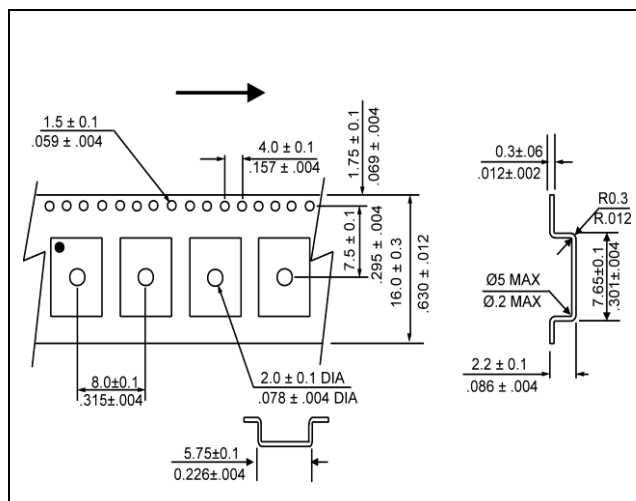 1.5 ± 0.1
.059 ± .004
4.0 ± 0.1
.157 ± .004
1.75 ± 0.1
.069 ± .004
0.3±.06
.012±.002
R0.3
R.012
7.5 ± 0.1
.295 ± .004
16.0 ± 0.3
.630 ± .012
Ø5 MAX
Ø.2 MAX
7.65±0.1
.301±.004
8.0±0.1
.315±.004
2.0 ± 0.1 DIA
.078 ± .004 DIA
2.2 ± 0.1
.086 ± .004
5.75±0.1
0.226±.004